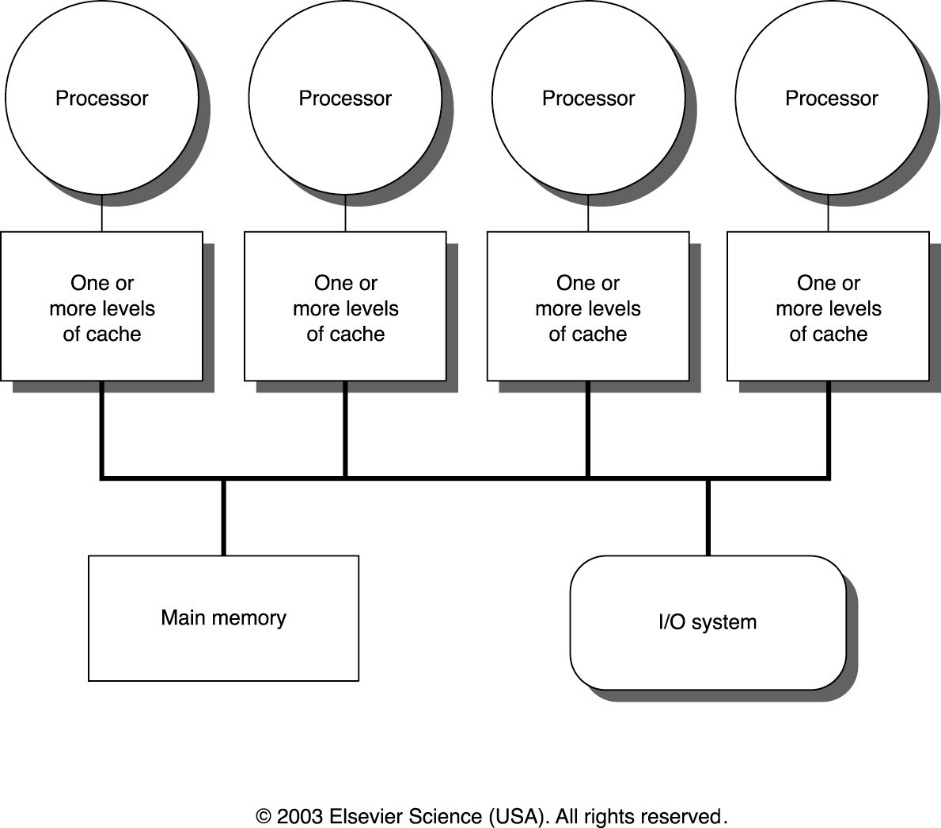 Processor
Processor
Processor
Processor
One or
more levels
of cache
One or
more levels
of cache
One or
more levels
of cache
One or
more levels
of cache
Main memory
I/O system
© 2003 Elsevier Science (USA). All rights reserved.